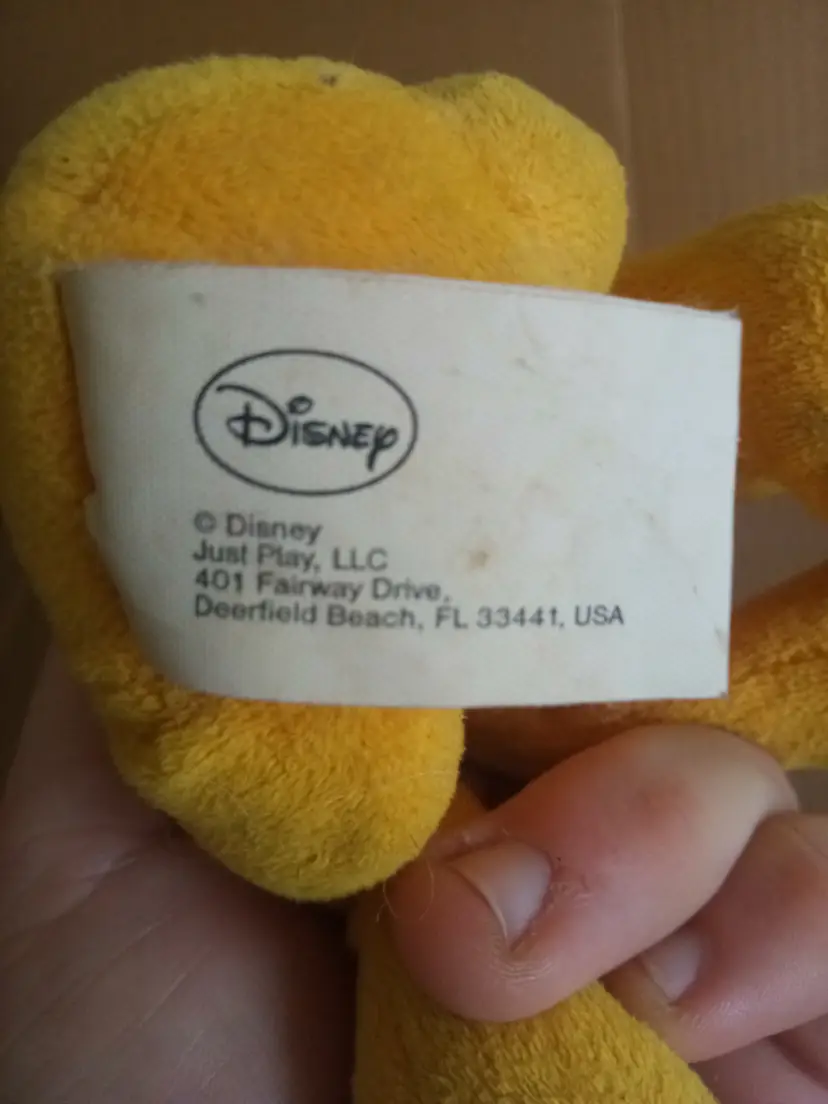 Disney
© Disney
Just Play, LLC
401 Fairway Drive,
Deerfield Beach, FL 33441, USA